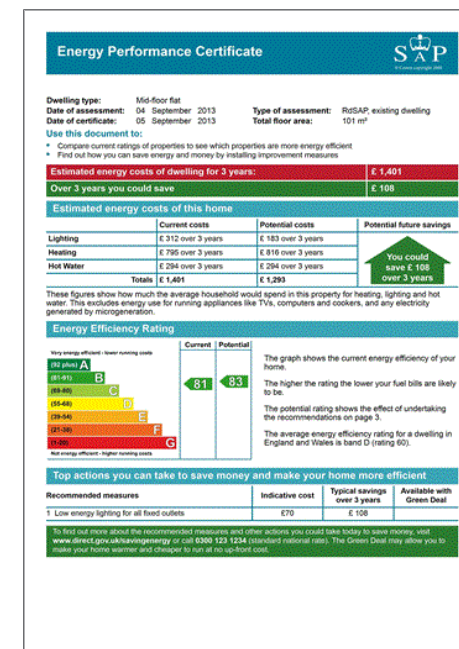 Energy Performance Certificate
SAP
© Crown copyright 2009
Dwelling type: Mid-floor flat
Date of assessment: 04 September 2013 Type of assessment: RdSAP, existing dwelling
Date of certificate: 05 September 2013 Total floor area: 101 m²
Use this document to:
• Compare current ratings of properties to see which properties are more energy efficient
• Find out how you can save energy and money by installing improvement measures
Estimated energy costs of dwelling for 3 years: £ 1,401
Over 3 years you could save £ 108
Estimated energy costs of this home
Current costs Potential costs Potential future savings
Lighting £ 312 over 3 years £ 183 over 3 years
Heating £ 795 over 3 years £ 816 over 3 years
Hot Water £ 294 over 3 years £ 294 over 3 years
Totals £ 1,401 £ 1,293
You could
save £ 108
over 3 years
These figures show how much the average household would spend in this property for heating, lighting and hot
water. This excludes energy use for running appliances like TVs, computers and cookers, and any electricity
generated by microgeneration.
Energy Efficiency Rating
Current Potential
Very energy efficient - lower running costs
(92 plus) A
(81-91) B
(69-80) C
(55-68) D
(39-54) E
(21-38) F
(1-20) G
Not energy efficient - higher running costs
81 83
The graph shows the current energy efficiency of your
home.
The higher the rating the lower your fuel bills are likely
to be.
The potential rating shows the effect of undertaking
the recommendations on page 3.
The average energy efficiency rating for a dwelling in
England and Wales is band D (rating 60).
Top actions you can take to save money and make your home more efficient
Recommended measures Indicative cost Typical savings over 3 years Available with Green Deal
1 Low energy lighting for all fixed outlets £70 £ 108
To find out more about the recommended measures and other actions you could take today to save money, visit
www.direct.gov.uk/savingenergy or call 0300 123 1234 (standard national rate). The Green Deal may allow you to
make your home warmer and cheaper to run at no up-front cost.